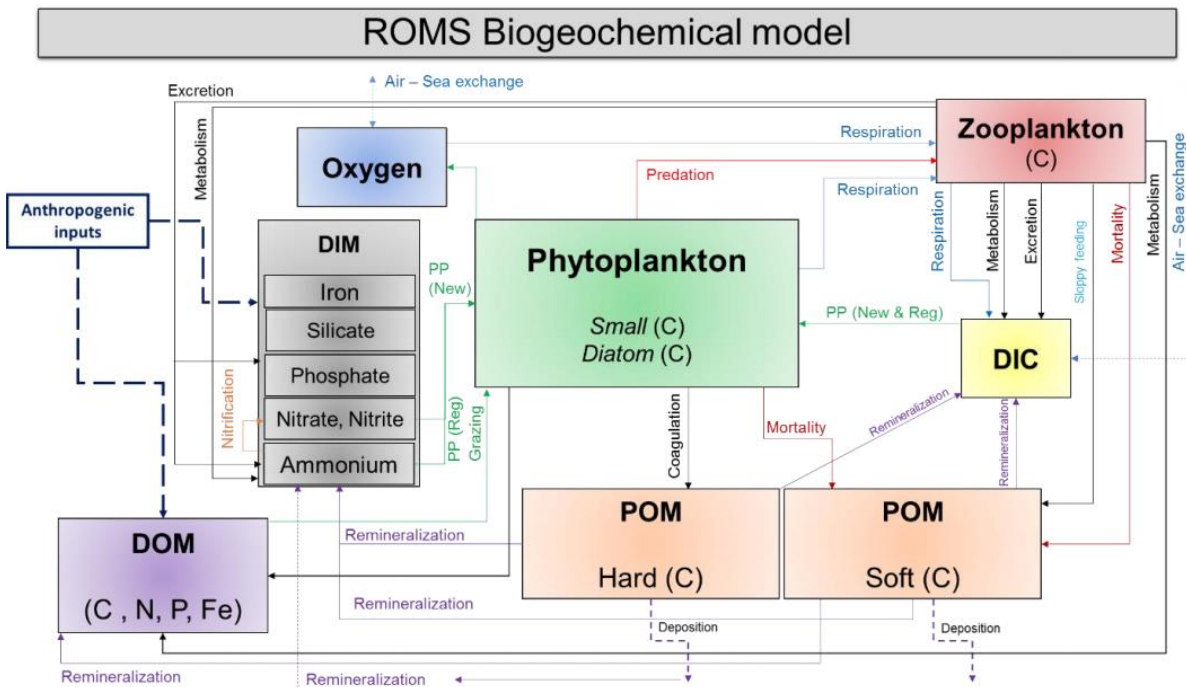 ROMS Biogeochemical model
Excretion
Air – Sea exchange
Metabolism
Oxygen
Respiration
Zooplankton
(C)
Predation
Respiration
Anthropogenic
inputs
DIM
Iron
Silicate
Phosphate
Nitrate, Nitrite
Ammonium
Nitrification
PP
(New)
PP (Reg)
Grazing
Phytoplankton
Small (C)
Diatom (C)
PP (New & Reg)
Respiration
Metabolism
Excretion
Sloppy feeding
Mortality
Metabolism
Air – Sea exchange
DIC
Coagulation
Mortality
Remineralization
Remineralization
DOM
(C , N, P, Fe)
Remineralization
POM
Hard (C)
POM
Soft (C)
Remineralization
Deposition
Deposition
Remineralization
Remineralization